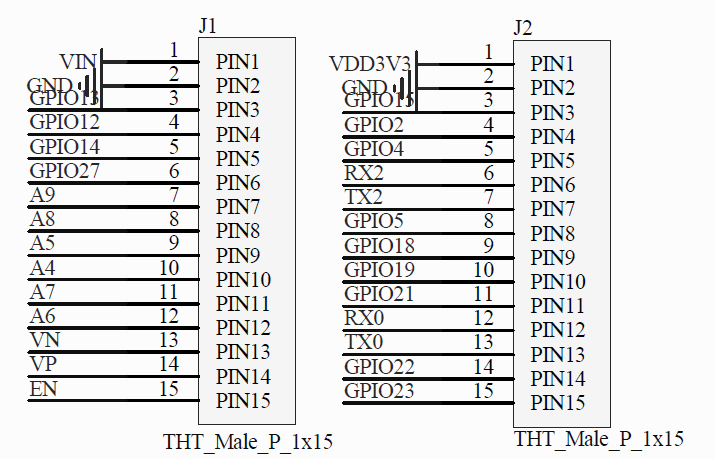 J1
VIN 1 PIN1
GND 2 PIN2
GPIO13 3 PIN3
GPIO12 4 PIN4
GPIO14 5 PIN5
GPIO27 6 PIN6
A9 7 PIN7
A8 8 PIN8
A5 9 PIN9
A4 10 PIN10
A7 11 PIN11
A6 12 PIN12
VN 13 PIN13
VP 14 PIN14
EN 15 PIN15
THT_Male_P_1x15
J2
VDD3V3 1 PIN1
GND 2 PIN2
GPIO15 3 PIN3
GPIO2 4 PIN4
GPIO4 5 PIN5
RX2 6 PIN6
TX2 7 PIN7
GPIO5 8 PIN8
GPIO18 9 PIN9
GPIO19 10 PIN10
GPIO21 11 PIN11
RX0 12 PIN12
TX0 13 PIN13
GPIO22 14 PIN14
GPIO23 15 PIN15
THT_Male_P_1x15